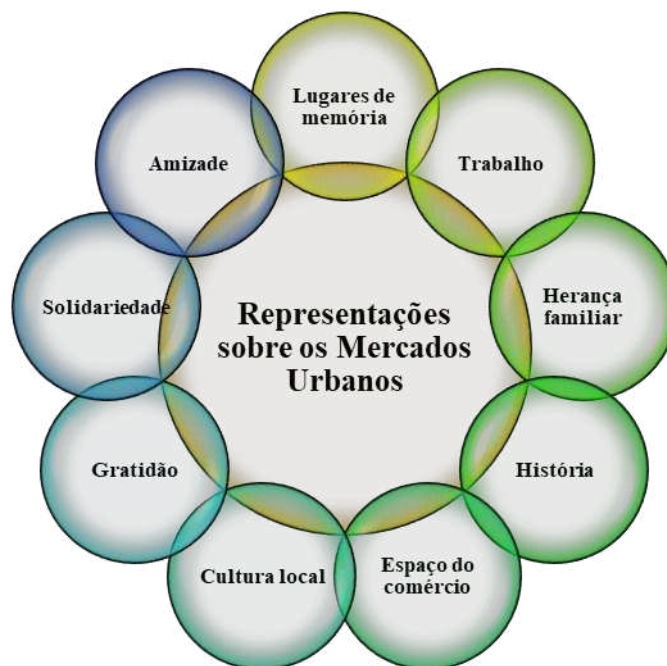 Lugares de
memória
Trabalho
Herança
familiar
História
Espaço do
comércio
Cultura local
Gratidão
Solidariedade
Amizade
Representações
sobre os Mercados
Urbanos